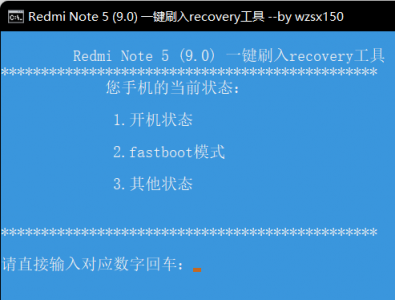 Redmi Note 5 (9.0) 一键刷入recovery工具 --by wzsx150
Redmi Note 5 (9.0) 一键刷入recovery工具
***********************************************
您手机的当前状态：
1.开机状态
2.fastboot模式
3.其他状态
***********************************************
请直接输入对应数字回车：